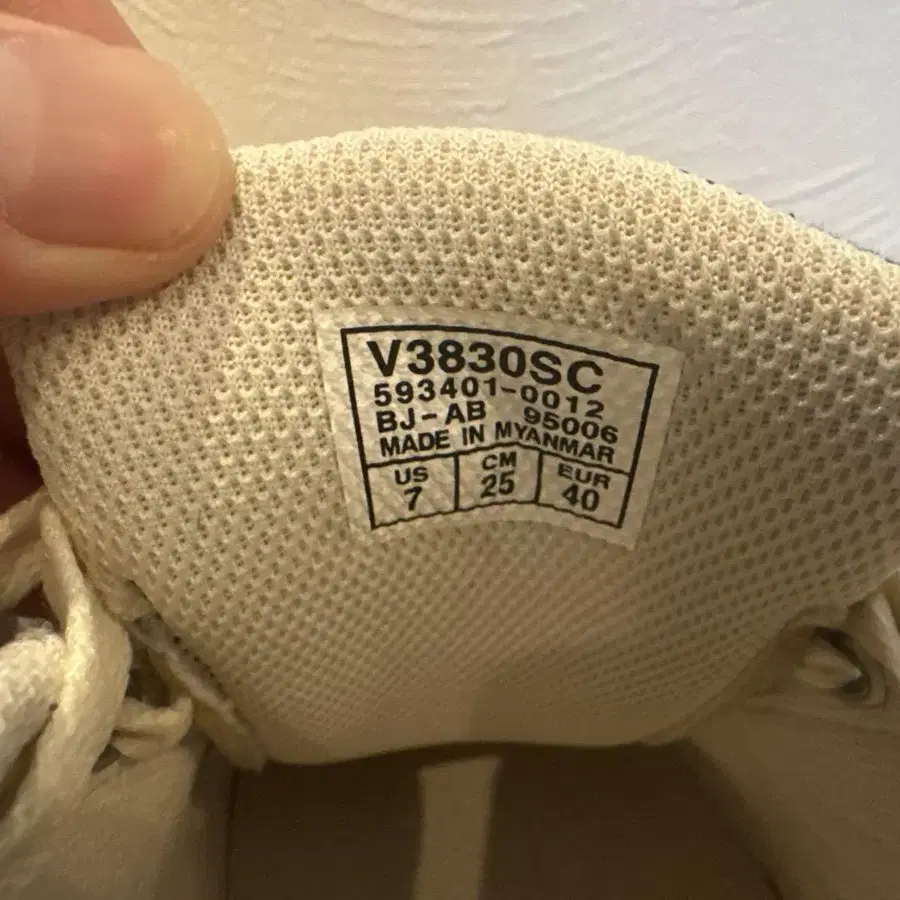 V3830SC
593401-0012
BJ-AB 95006
MADE IN MYANMAR
US CM EUR
7 25 40